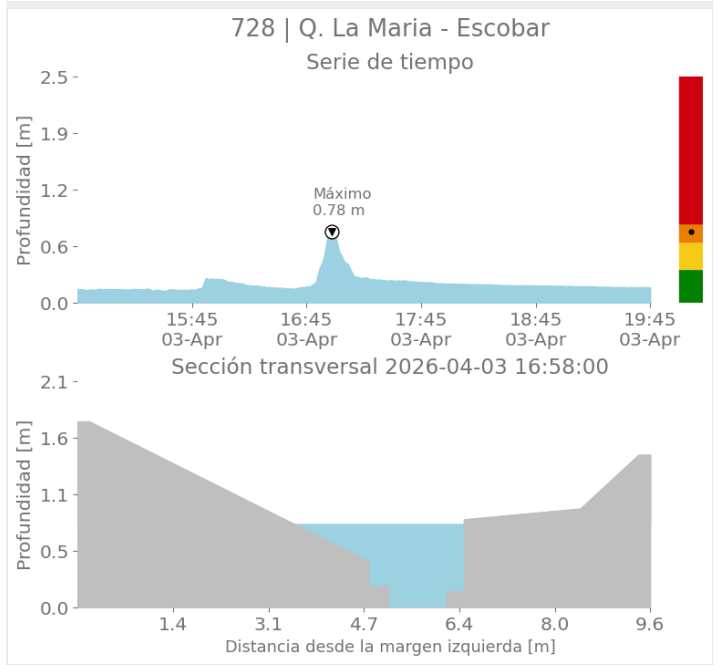 728 | Q. La Maria - Escobar
Serie de tiempo
Profundidad [m]
2.5
1.9
1.2
0.6
0.0
Máximo
0.78 m
15:45 16:45 17:45 18:45 19:45
03-Apr 03-Apr 03-Apr 03-Apr 03-Apr
Sección transversal 2026-04-03 16:58:00
Profundidad [m]
2.1
1.6
1.1
0.5
0.0
1.4 3.1 4.7 6.4 8.0 9.6
Distancia desde la margen izquierda [m]